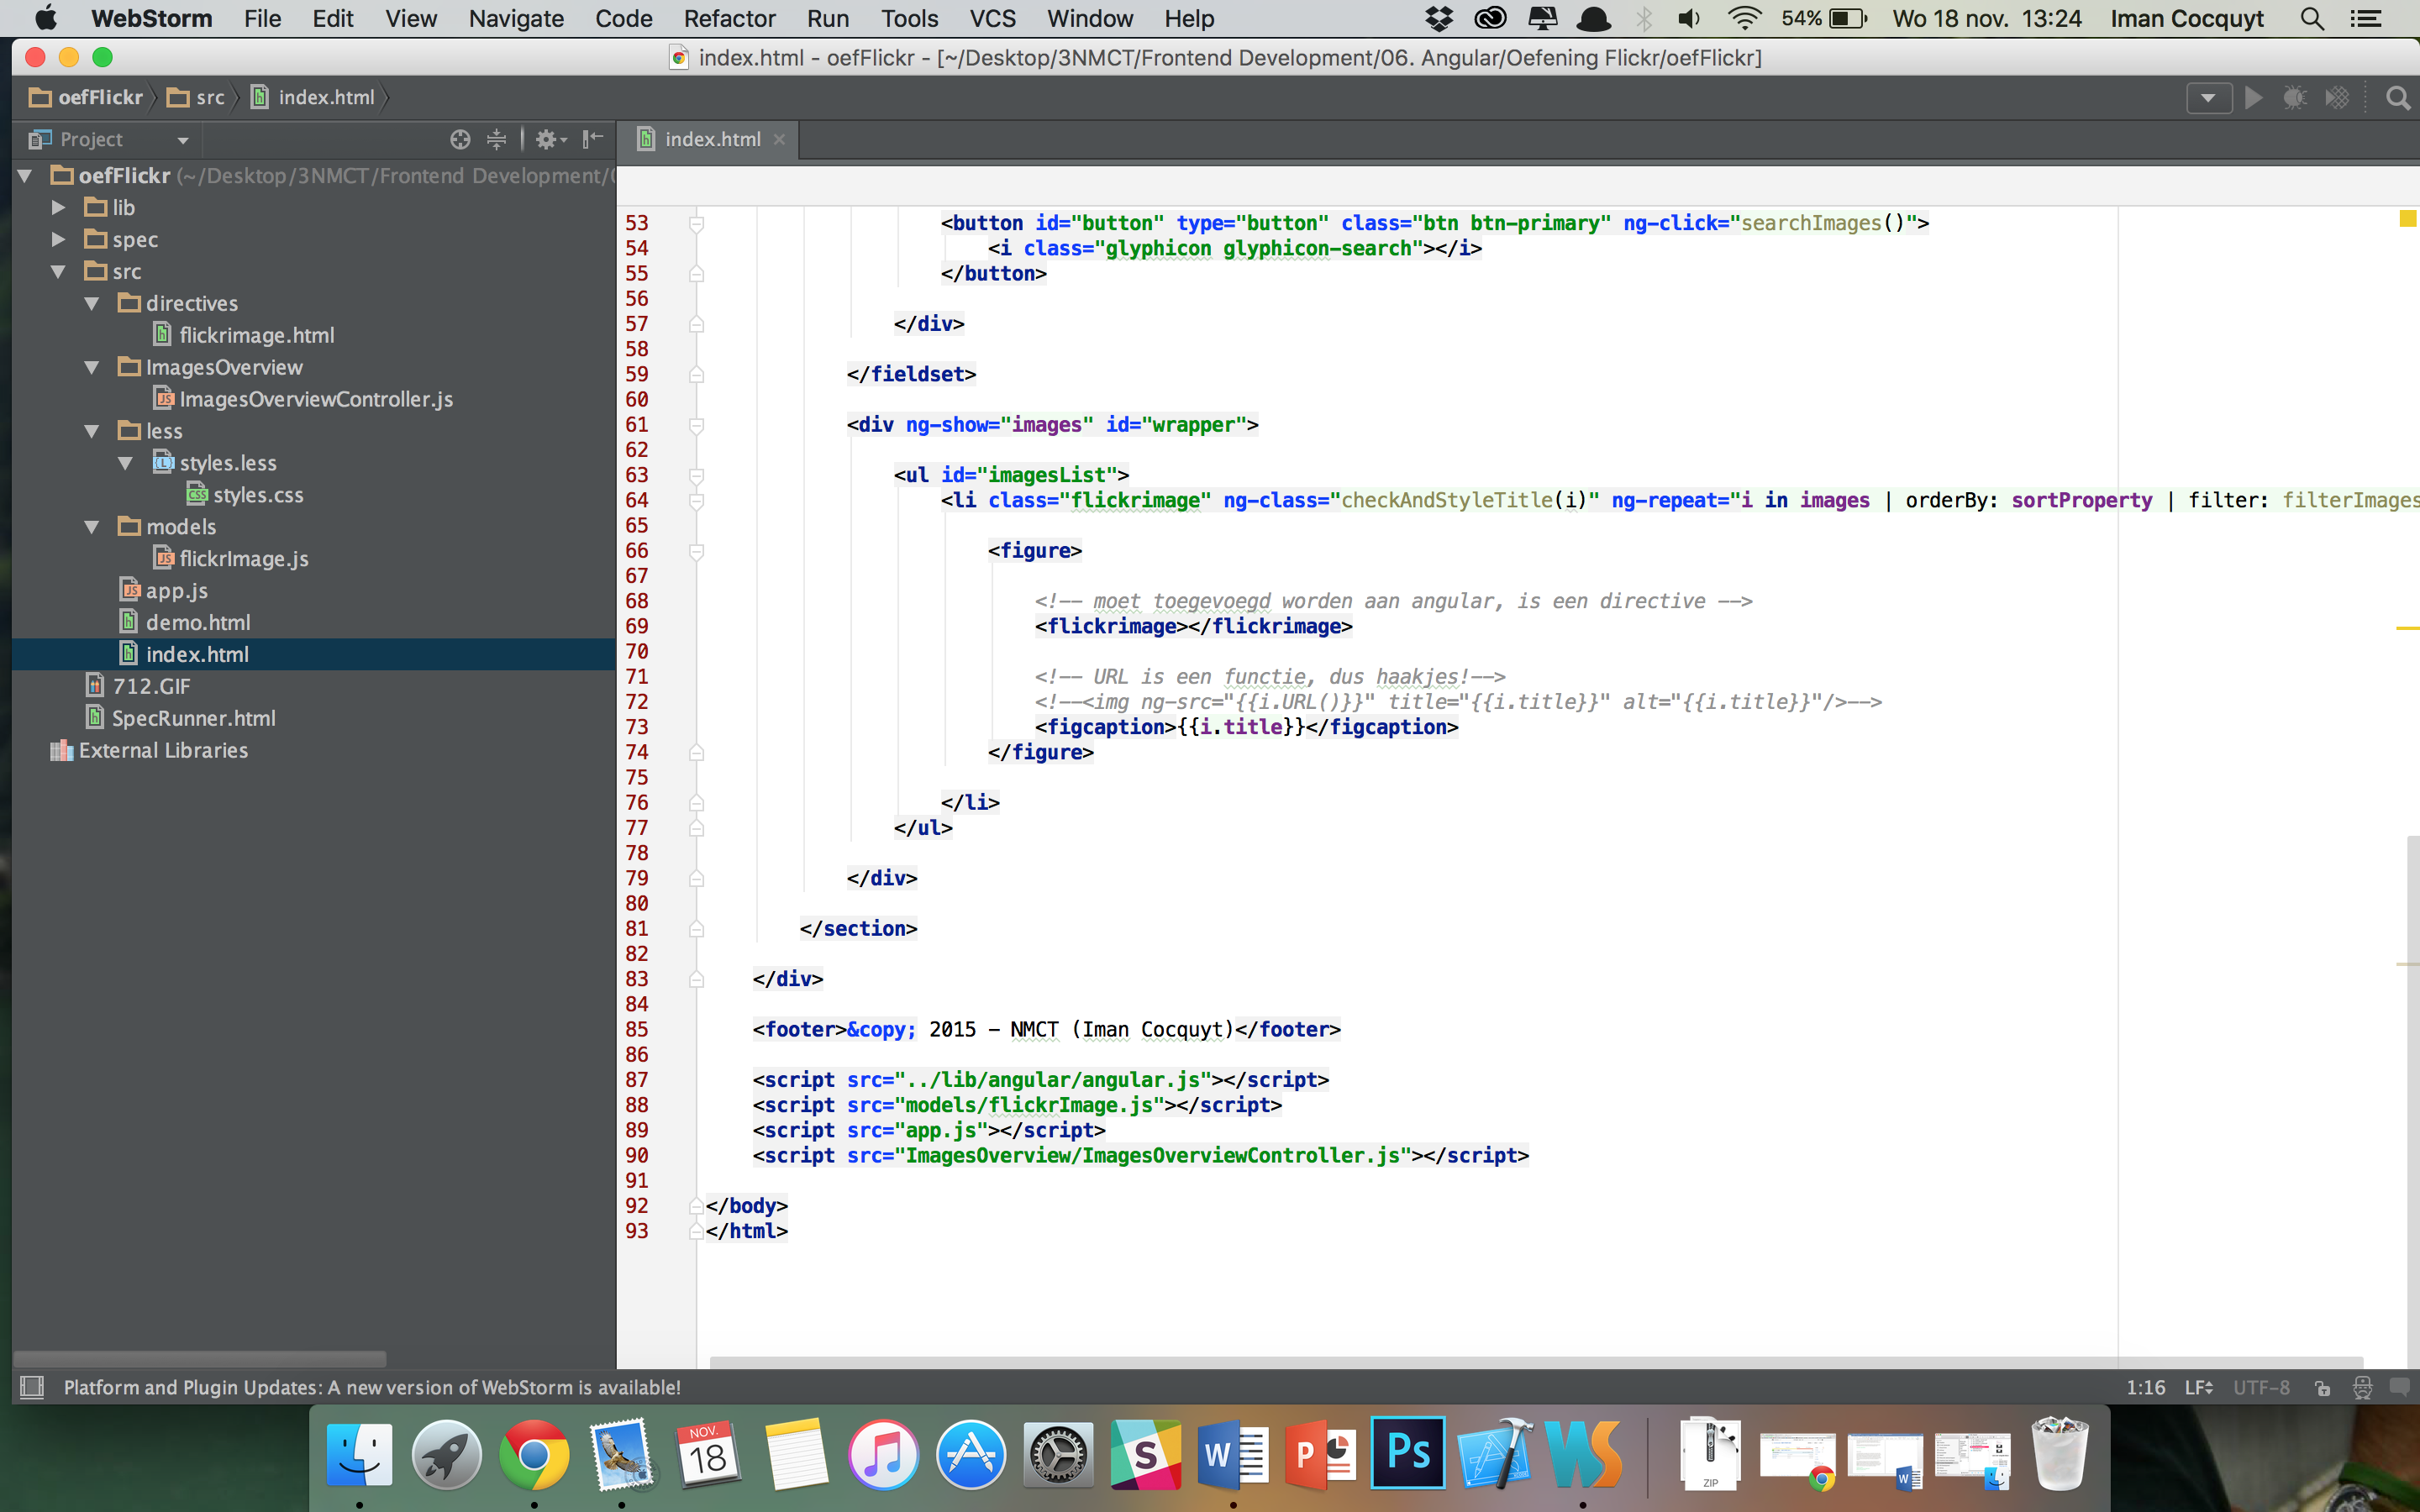 WebStorm File Edit View Navigate Code Refactor Run Tools VCS Window Help 54% Wo 18 nov. 13:24 Iman Cocquyt
index.html - oefFlickr - [~/Desktop/3NMCT/Frontend Development/06. Angular/Oefening Flickr/oefFlickr]
oefFlickr src index.html
Project
index.html
oefFlickr (~/Desktop/3NMCT/Frontend Development/
lib
spec
src
directives
flickrimage.html
ImagesOverview
ImagesOverviewController.js
less
styles.less
styles.css
models
flickrImage.js
app.js
demo.html
index.html
712.GIF
SpecRunner.html
External Libraries
53 <button id="button" type="button" class="btn btn-primary" ng-click="searchImages()">
54 <i class="glyphicon glyphicon-search"></i>
55 </button>
56
57 </div>
58
59 </fieldset>
60
61 <div ng-show="images" id="wrapper">
62
63 <ul id="imagesList">
64 <li class="flickrimage" ng-class="checkAndStyleTitle(i)" ng-repeat="i in images | orderBy: sortProperty | filter: filterImages
65
66 <figure>
67
68 <!-- moet toegevoegd worden aan angular, is een directive -->
69 <flickrimage></flickrimage>
70
71 <!-- URL is een functie, dus haakjes!-->
72 <!--<img ng-src="{{i.URL()}}" title="{{i.title}}" alt="{{i.title}}"/>-->
73 <figcaption>{{i.title}}</figcaption>
74 </figure>
75
76 </li>
77 </ul>
78
79 </div>
80
81 </section>
82
83 </div>
84
85 <footer>&copy; 2015 - NMCT (Iman Cocquyt)</footer>
86
87 <script src="../lib/angular/angular.js"></script>
88 <script src="models/flickrImage.js"></script>
89 <script src="app.js"></script>
90 <script src="ImagesOverview/ImagesOverviewController.js"></script>
91
92 </body>
93 </html>
Platform and Plugin Updates: A new version of WebStorm is available! 1:16 LF UTF-8
NOV.
18
S
W
P
Ps
WS
ZIP